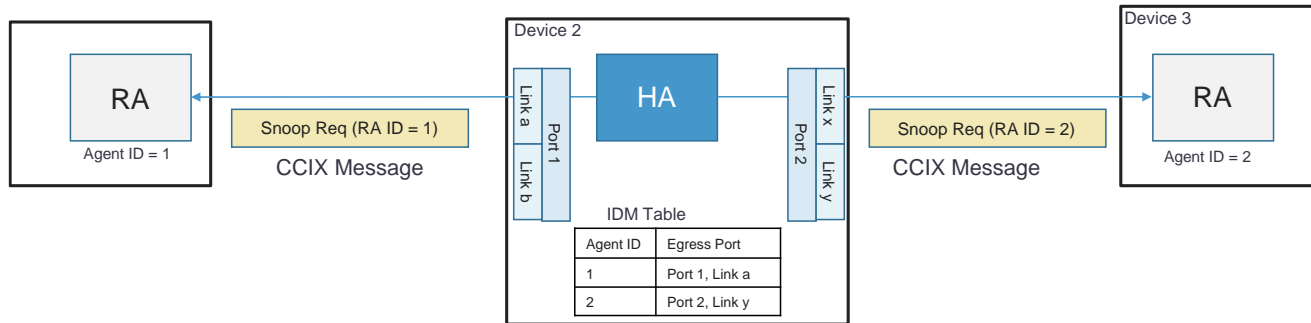 Device 2
Device 3
RA
Agent ID = 1
Snoop Req (RA ID = 1)
CCIX Message
Link a
Link b
Port 1
HA
Port 2
Link x
Link y
Snoop Req (RA ID = 2)
CCIX Message
RA
Agent ID = 2
IDM Table
Agent ID Egress Port
1 Port 1, Link a
2 Port 2, Link y